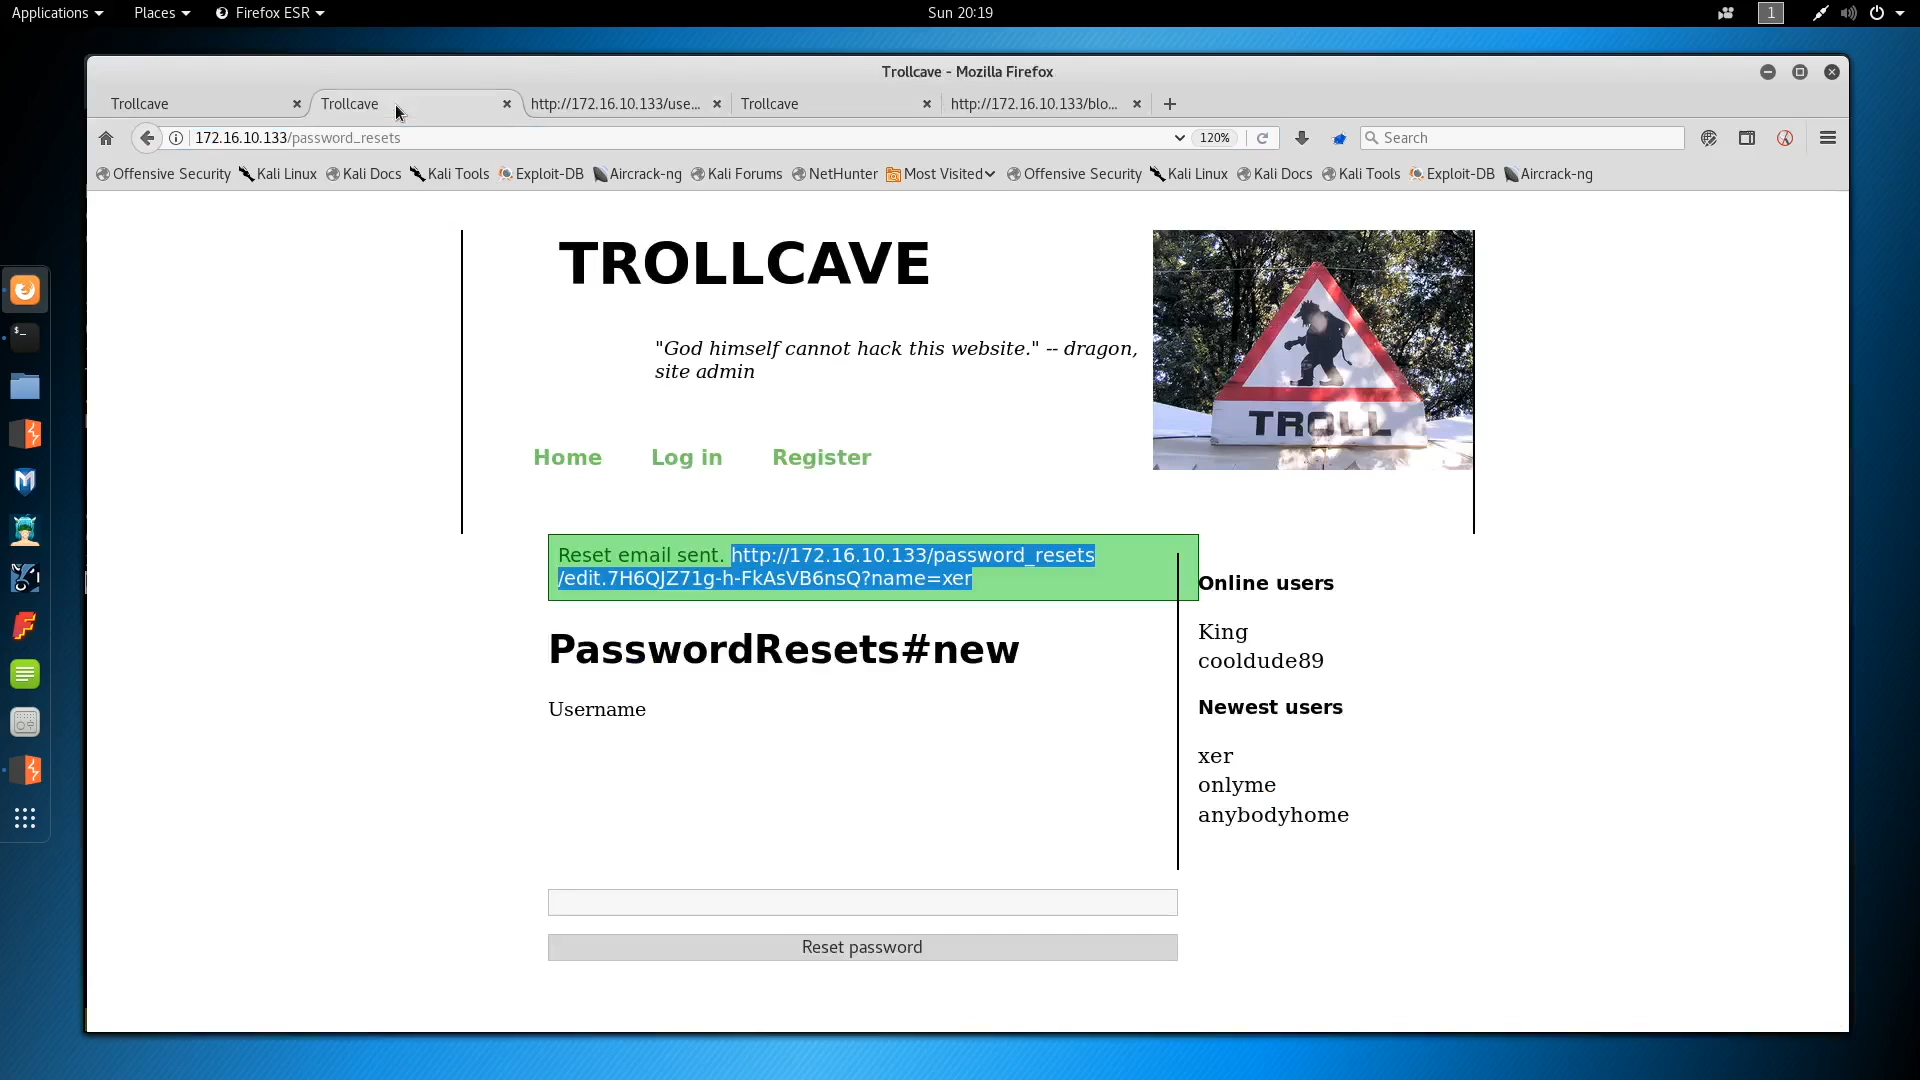 Applications Places Firefox ESR Sun 20:19 1
Trollcave - Mozilla Firefox
Trollcave Trollcave http://172.16.10.133/use... Trollcave http://172.16.10.133/blo...
172.16.10.133/password_resets 120% Search
Offensive Security Kali Linux Kali Docs Kali Tools Exploit-DB Aircrack-ng Kali Forums NetHunter Most Visited Offensive Security Kali Linux Kali Docs Kali Tools Exploit-DB Aircrack-ng
TROLLCAVE
"God himself cannot hack this website." -- dragon,
site admin
TROLL
Home Log in Register
Reset email sent. http://172.16.10.133/password_resets
/edit.7H6QJZ71g-h-FkAsVB6nsQ?name=xer
Online users
King
cooldude89
Newest users
xer
onlyme
anybodyhome
PasswordResets#new
Username
Reset password